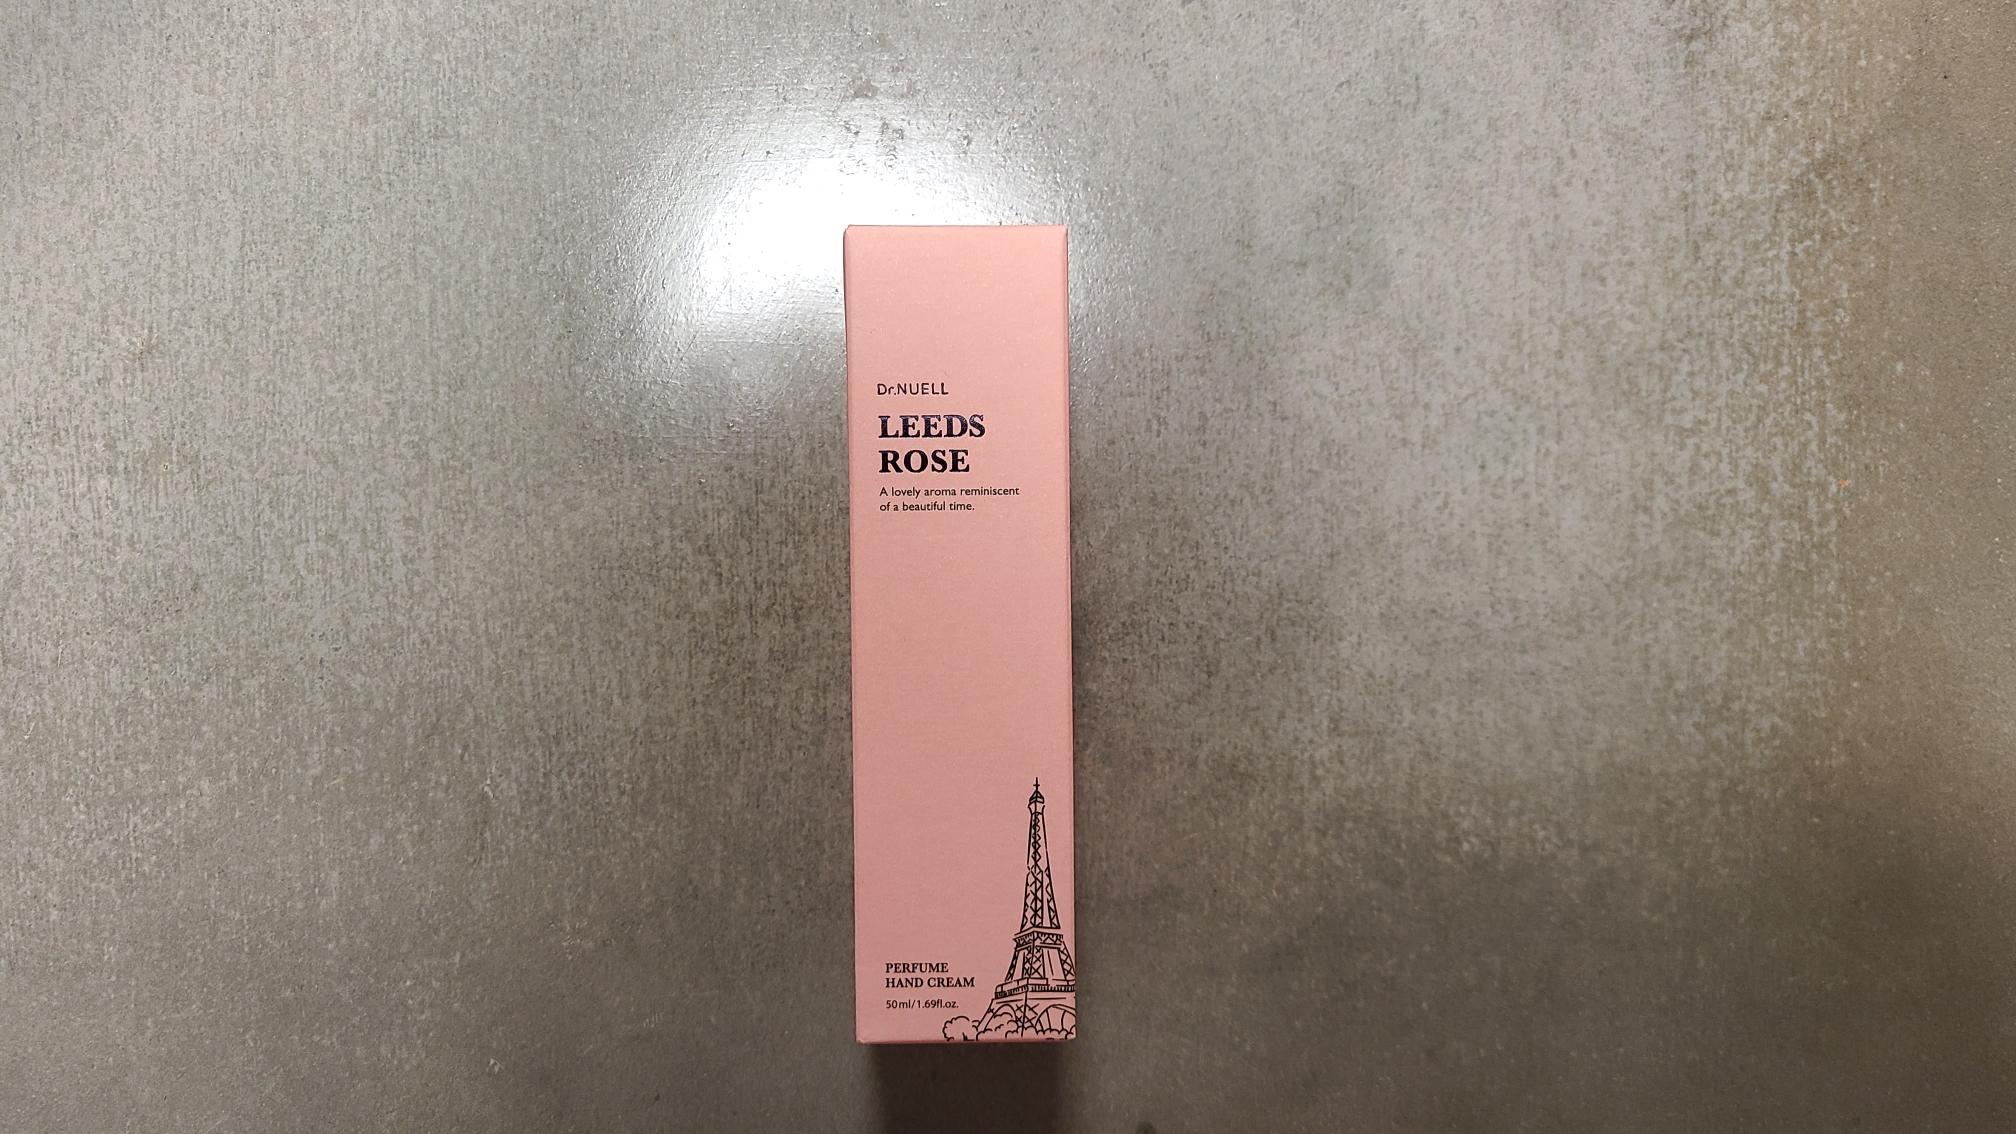 Dr.NUELL
LEEDS
ROSE
A lovely aroma reminiscent
of a beautiful time.
PERFUME
HAND CREAM
50ml/1.69fl.oz.